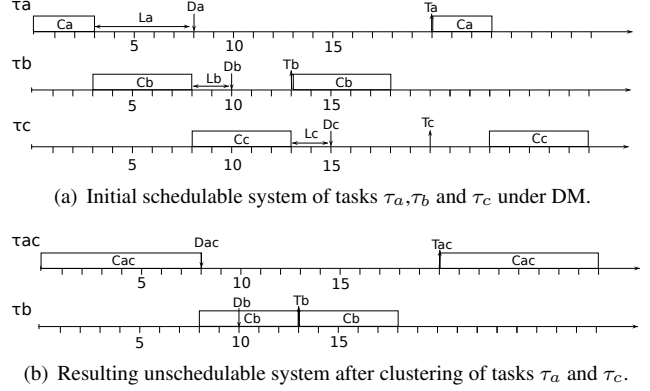 τa Ca La Da Ta Ca
5 10 15
τb Cb Lb Db Tb Cb
5 10 15
τc Cc Lc Dc Tc Cc
5 10 15
(a) Initial schedulable system of tasks τa,τb and τc under DM.
τac Cac Dac Tac Cac
5 10 15
τb Db Cb Tb Cb
5 10 15
(b) Resulting unschedulable system after clustering of tasks τa and τc.